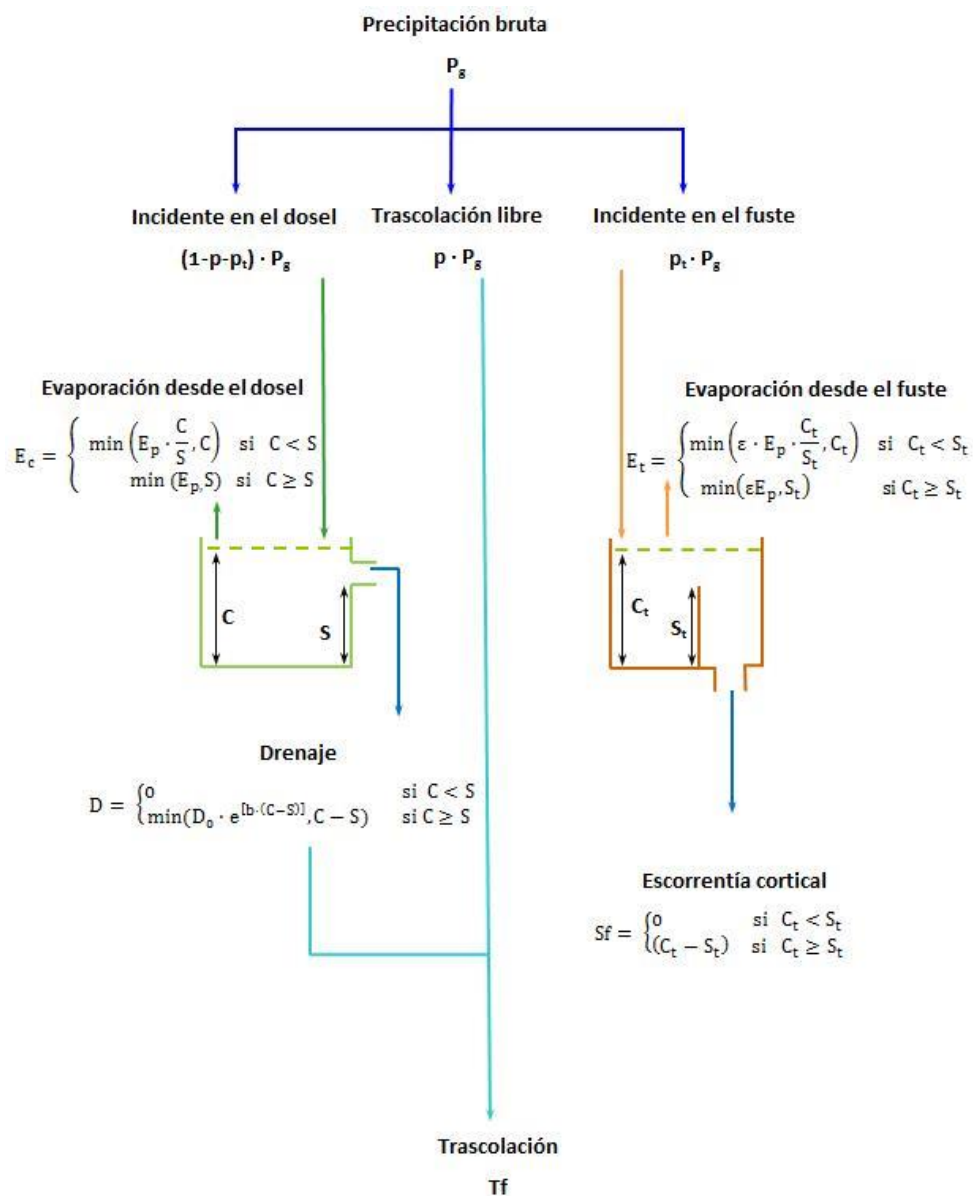 Precipitación bruta
P_g
Incidente en el dosel Trascolación libre Incidente en el fuste
(1-p-p_t) · P_g p · P_g p_t · P_g
Evaporación desde el dosel Evaporación desde el fuste
E_c = { min (E_p · C/S , C) si C < S
min (E_p, S) si C ≥ S
E_t = { min (ε · E_p · C_t/S_t , C_t) si C_t < S_t
min(εE_p, S_t) si C_t ≥ S_t
C S C_t S_t
Drenaje
D = { o si C < S
min(D_o · e^[b·(C−S)], C − S) si C ≥ S
Escorrentía cortical
Sf = { o si C_t < S_t
(C_t − S_t) si C_t ≥ S_t
Trascolación
Tf